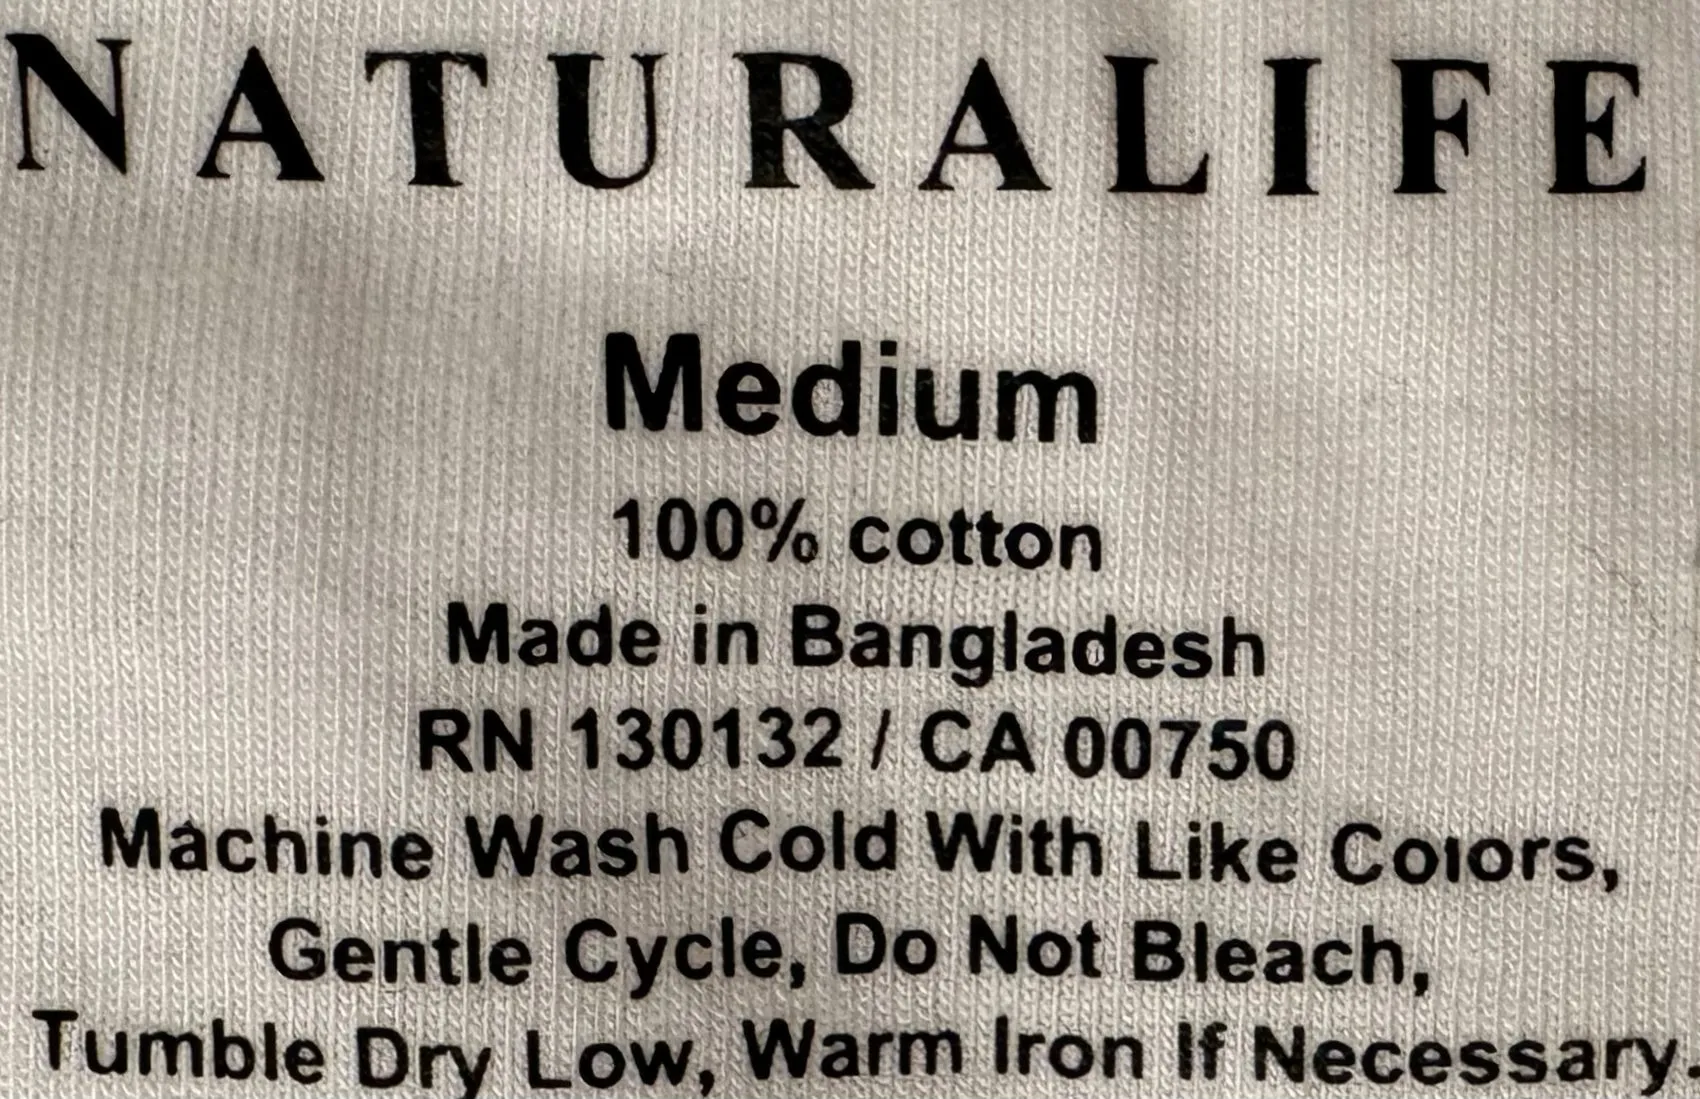 NATURALIFE
Medium
100% cotton
Made in Bangladesh
RN 130132 / CA 00750
Machine Wash Cold With Like Colors,
Gentle Cycle, Do Not Bleach,
Tumble Dry Low, Warm Iron If Necessary.